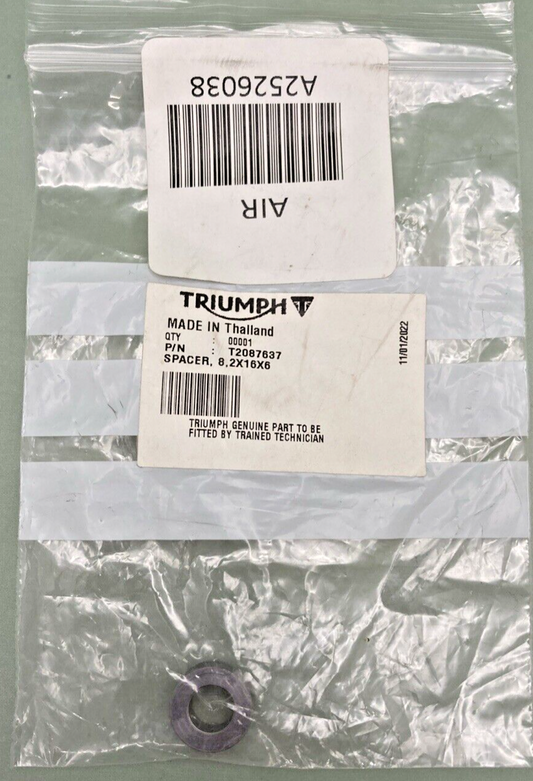 A2526038
AIR
TRIUMPH
MADE IN Thailand
QTY : 00001
P/N : T2087637
SPACER, 8,2X16X6
11/01/2022
TRIUMPH GENUINE PART TO BE
FITTED BY TRAINED TECHNICIAN